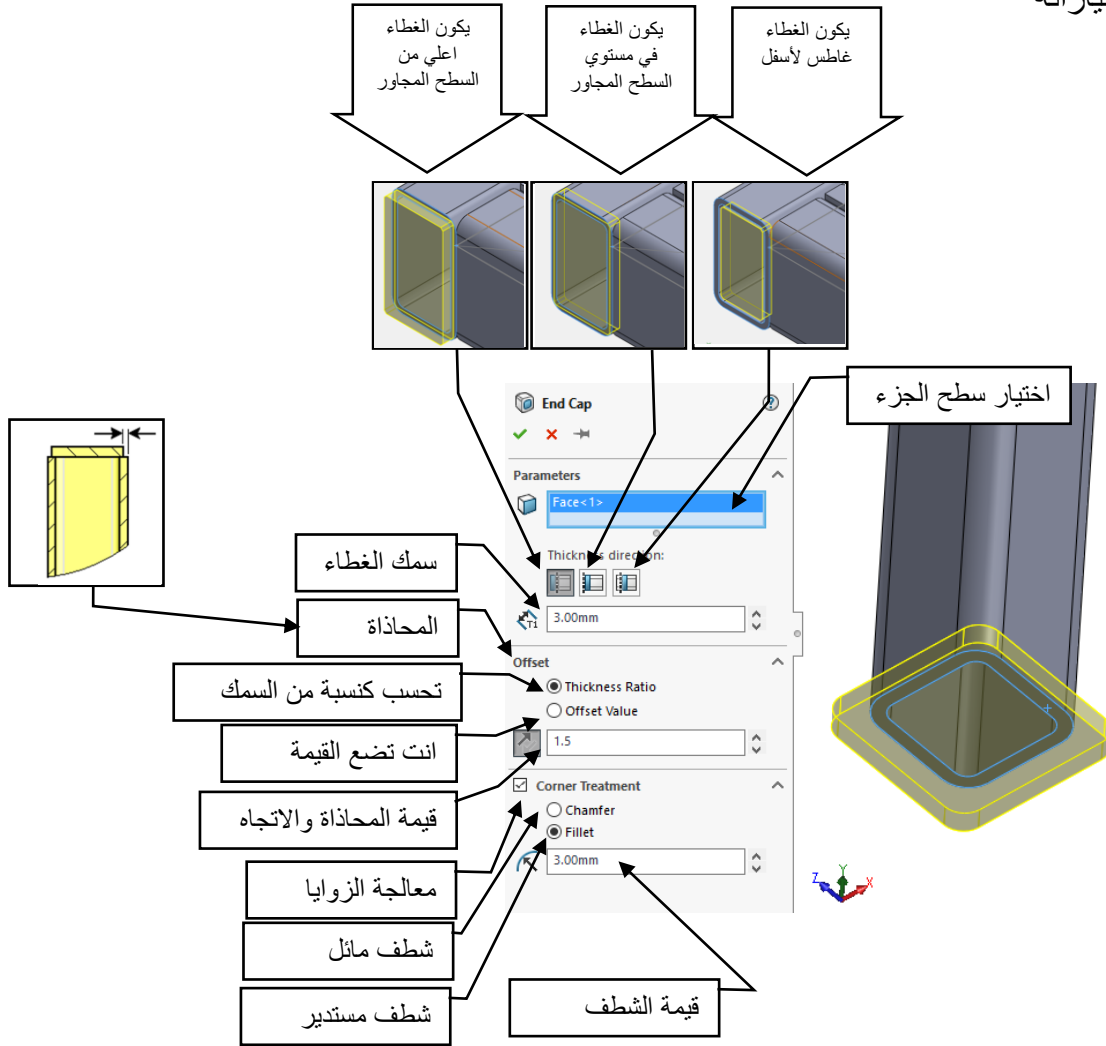 يكون الغطاء
غاطس لأسفل
يكون الغطاء
في مستوي
السطح المجاور
يكون الغطاء
اعلي من
السطح المجاور
اختيار سطح الجزء
End Cap
Parameters
Face<1>
Thickness direction:
سمك الغطاء
T1
3.00mm
المحاذاة
Offset
تحسب كنسبة من السمك
Thickness Ratio
Offset Value
انت تضع القيمة
1.5
قيمة المحاذاة والاتجاه
Corner Treatment
Chamfer
Fillet
3.00mm
معالجة الزوايا
شطف مائل
شطف مستدير
قيمة الشطف
Z
Y
X